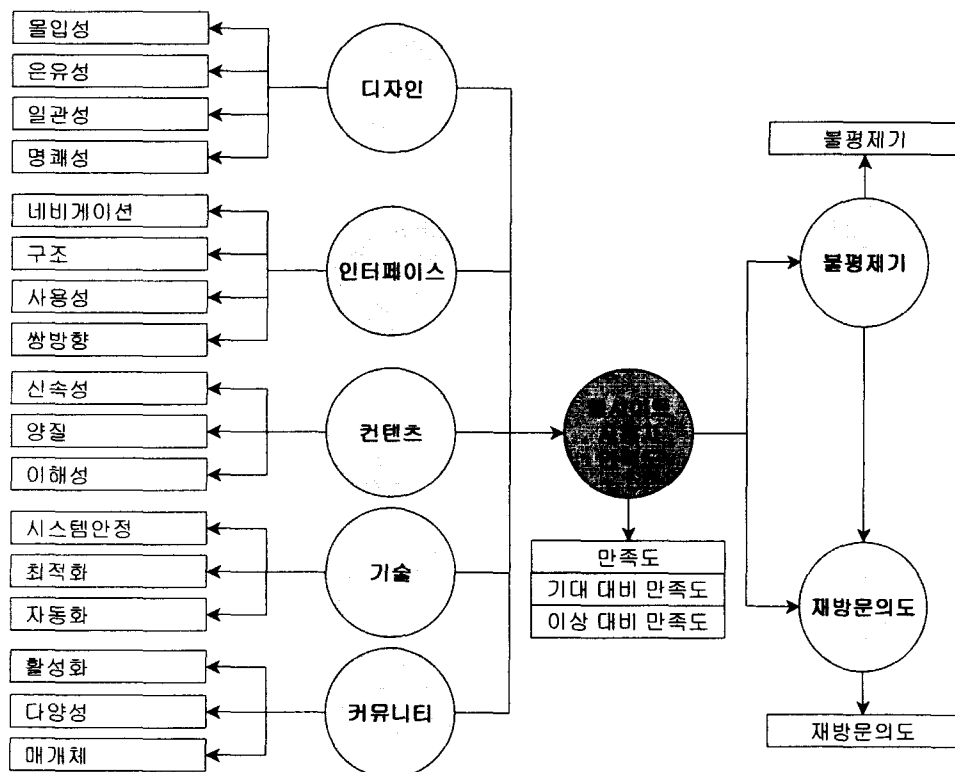 몰입성
은유성
일관성
명쾌성
디자인
네비게이션
구조
사용성
쌍방향
인터페이스
신속성
양질
이해성
컨텐츠
시스템안정
최적화
자동화
기술
활성화
다양성
매개체
커뮤니티
만족도
기대 대비 만족도
이상 대비 만족도
불평제기
불평제기
재방문의도
재방문의도